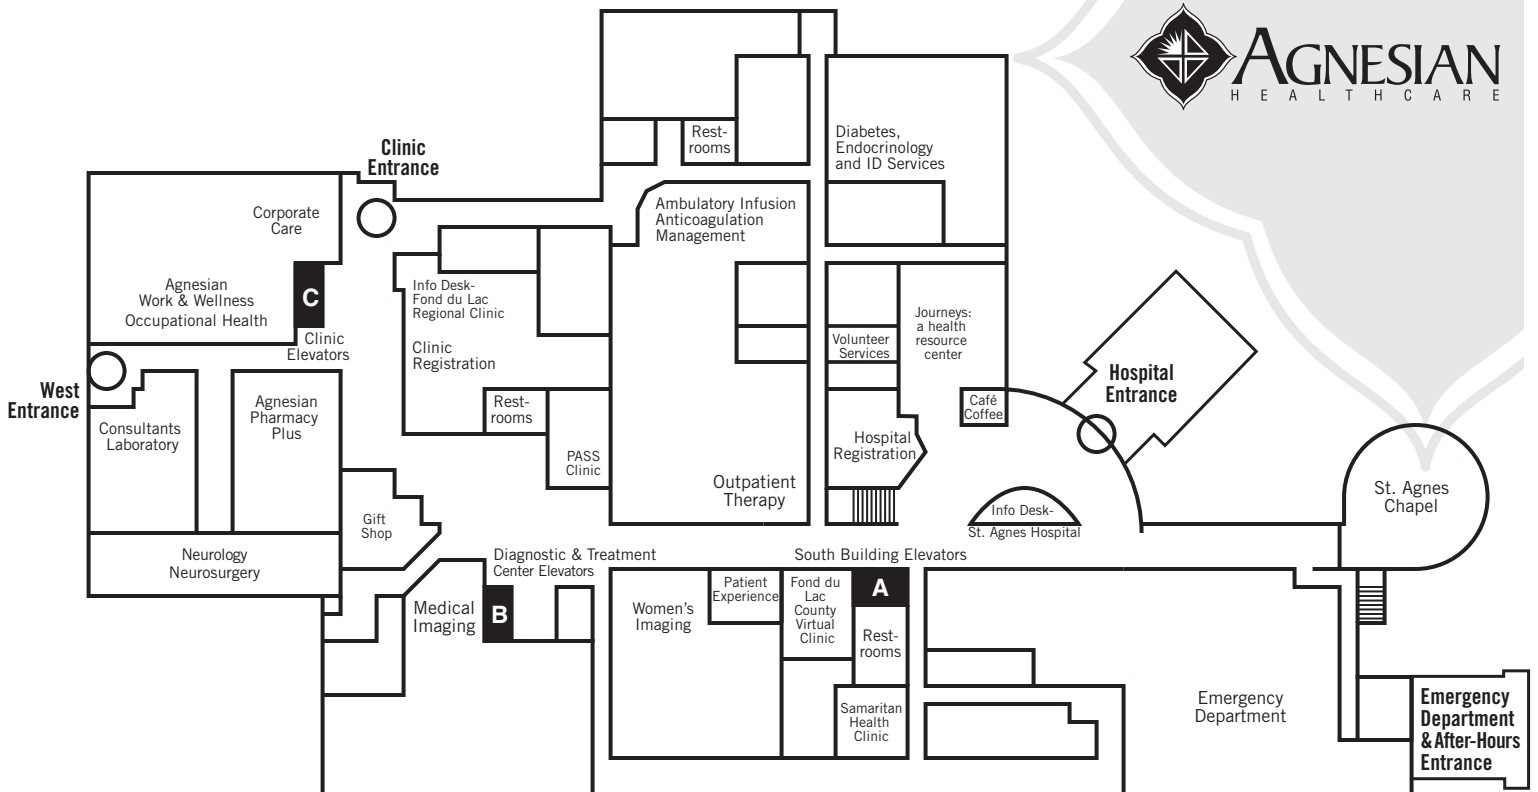 AGNESIAN
HEALTHCARE
Clinic
Entrance
Rest-
rooms
Diabetes,
Endocrinology
and ID Services
Corporate
Care
Ambulatory Infusion
Anticoagulation
Management
Agnesian
Work & Wellness
Occupational Health
C
Clinic
Elevators
Info Desk-
Fond du Lac
Regional Clinic
Clinic
Registration
Volunteer
Services
Journeys:
a health
resource
center
Hospital
Entrance
West
Entrance
Consultants
Laboratory
Agnesian
Pharmacy
Plus
Rest-
rooms
PASS
Clinic
Café
Coffee
Hospital
Registration
Outpatient
Therapy
Info Desk-
St. Agnes Hospital
St. Agnes
Chapel
Gift
Shop
Neurology
Neurosurgery
Diagnostic & Treatment
Center Elevators
South Building Elevators
Medical
Imaging
B
Women's
Imaging
Patient
Experience
Fond du
Lac
County
Virtual
Clinic
A
Rest-
rooms
Samaritan
Health
Clinic
Emergency
Department
Emergency
Department
& After-Hours
Entrance